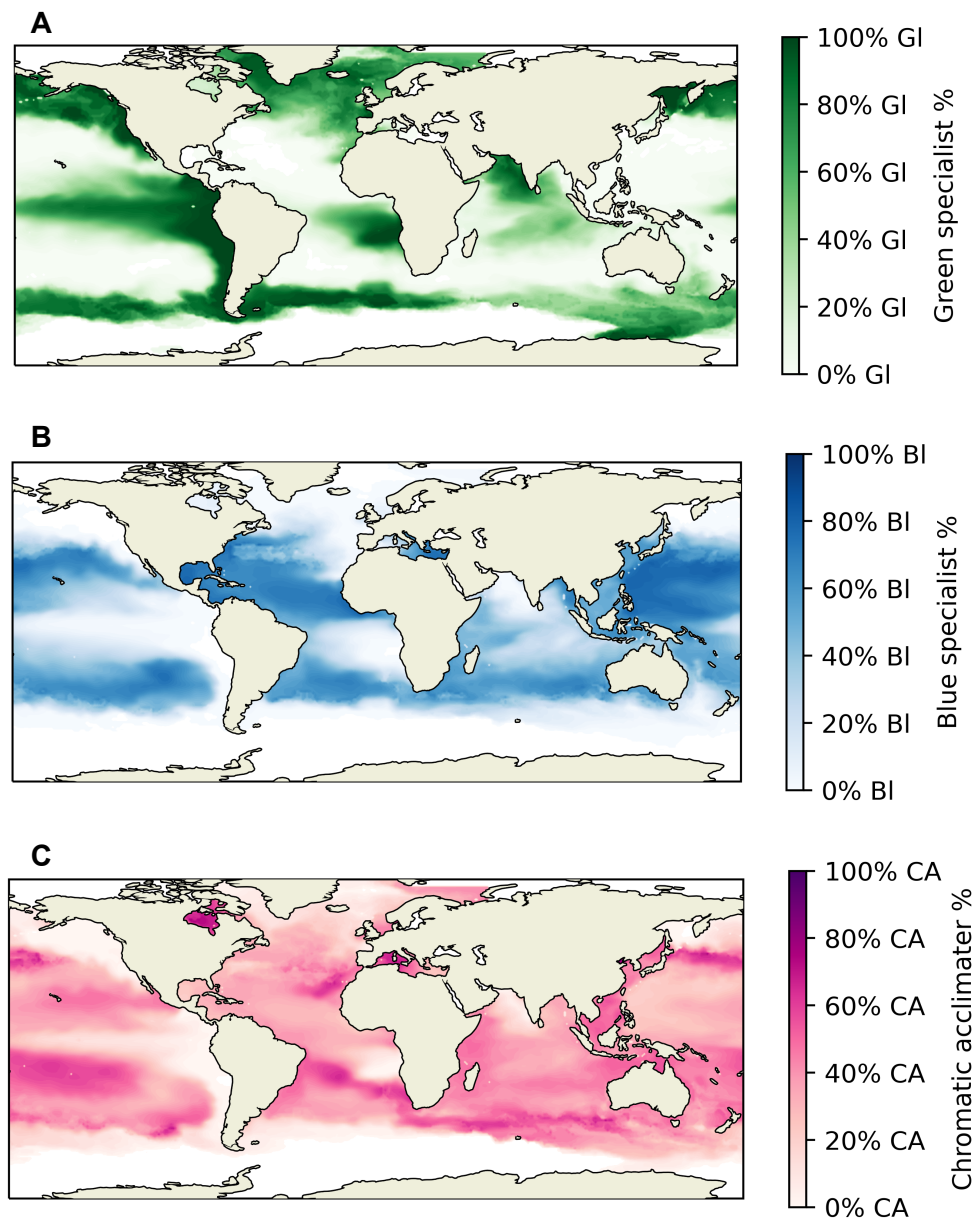 A
100% Gl
80% Gl
60% Gl
40% Gl
20% Gl
0% Gl
Green specialist %
B
100% Bl
80% Bl
60% Bl
40% Bl
20% Bl
0% Bl
Blue specialist %
C
100% CA
80% CA
60% CA
40% CA
20% CA
0% CA
Chromatic acclimater %